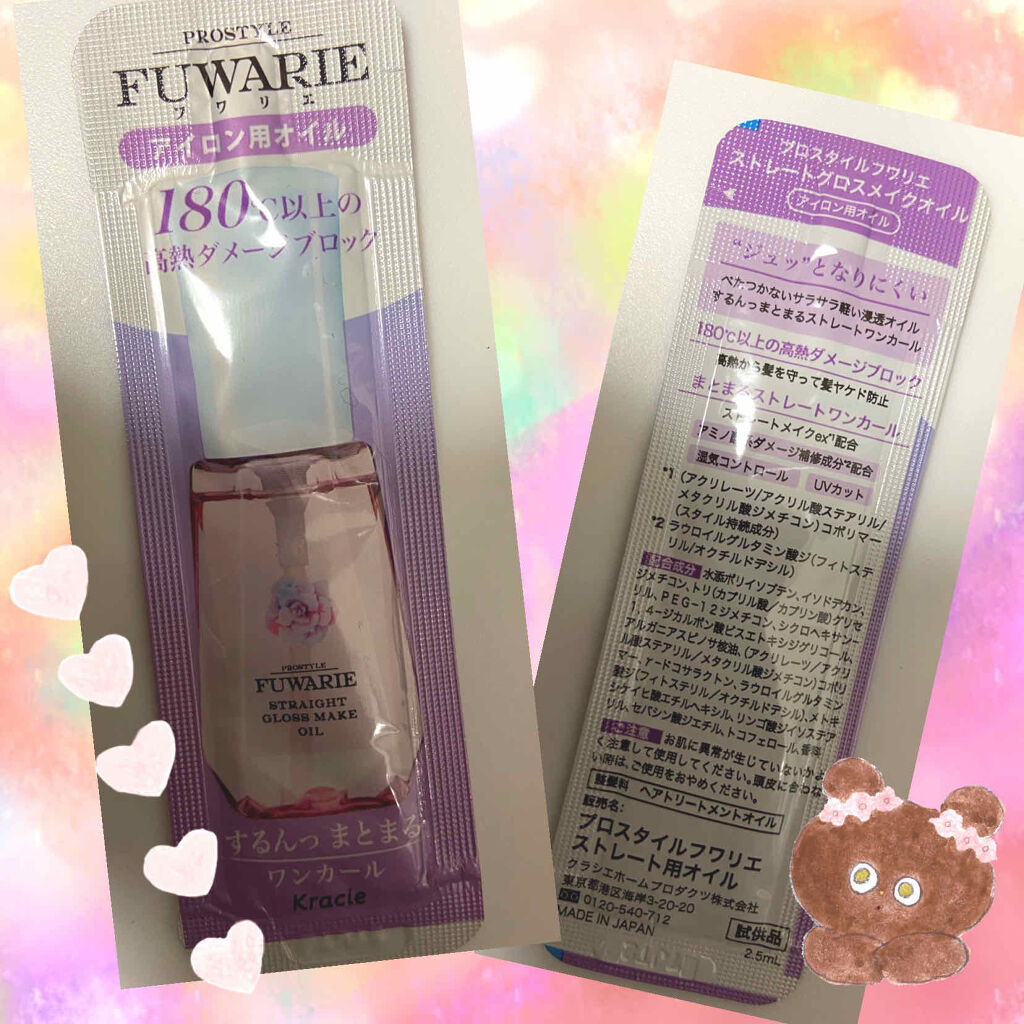 PROSTYLE
FUWARIE
フワリエ
アイロン用オイル
180℃以上の
高熱ダメージブロック
PROSTYLE
FUWARIE
STRAIGHT
GLOSS MAKE
OIL
するんっ まとまる
ワンカール
Kracie
プロスタイルフワリエ
ストレートグロスメイクオイル
アイロン用オイル
"ジュッ"となりにくい
べたつかないサラサラ軽い浸透オイル
するんっまとまるストレートワンカール
180℃以上の高熱ダメージブロック
高熱から髪を守って髪ヤケド防止
まとまるストレートワンカール
ストレートメイクex*1配合
アミノ酸系ダメージ補修成分*2配合
湿気コントロール UVカット
*1 (アクリレーツ/アクリル酸ステアリル/
メタクリル酸ジメチコン)コポリマー
(スタイル持続成分)
*2 ラウロイルグルタミン酸ジ(フィトステ
リル/オクチルドデシル)
配合成分 水添ポリイソブテン、イソドデカン、
ジメチコン、トリ(カプリル酸/カプリン酸)グリセ
リル、PEG-12ジメチコン、シクロヘキサン-
1,4-ジカルボン酸ビスエトキシジグリコール、
アルガニアスピノサ核油、(アクリレーツ/アクリ
ル酸ステアリル/メタクリル酸ジメチコン)コポリ
マー、γ-ドコサラクトン、ラウロイルグルタミン
酸ジ(フィトステリル/オクチルドデシル)、メトキ
シケイヒ酸エチルヘキシル、リンゴ酸ジイソステア
リル、セバシン酸ジエチル、トコフェロール、香料
ご注意 お肌に異常が生じていないかよ
く注意して使用してください。頭皮に合わな
い時は、ご使用をおやめください。
整髪料 ヘアトリートメントオイル
販売名:
プロスタイルフワリエ
ストレート用オイル
クラシエホームプロダクツ株式会社
東京都港区海岸3-20-20
0120-540-712
MADE IN JAPAN
試供品
2.5mL